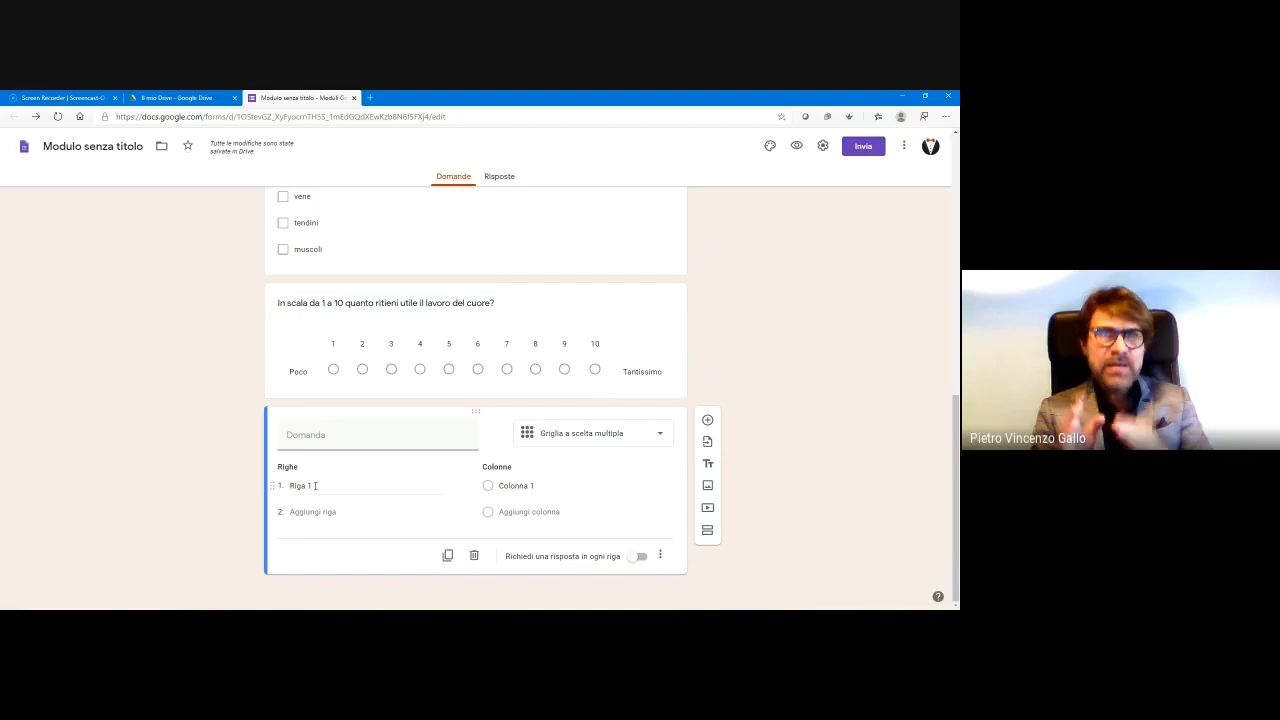 Screen Recorder | Screencast-O
Il mio Drive - Google Drive
Modulo senza titolo - Moduli G
https://docs.google.com/forms/d/1OStevGZ_XyFyocrnTH5S_1mEdGQdXEwKzb8N6f5FXj4/edit
Modulo senza titolo
Tutte le modifiche sono state
salvate in Drive
Invia
Domande Risposte
vene
tendini
muscoli
In scala da 1 a 10 quanto ritieni utile il lavoro del cuore?
1 2 3 4 5 6 7 8 9 10
Poco Tantissimo
Domanda Griglia a scelta multipla
Righe Colonne
1. Riga 1 Colonna 1
2. Aggiungi riga Aggiungi colonna
Richiedi una risposta in ogni riga
Tт
Pietro Vincenzo Gallo